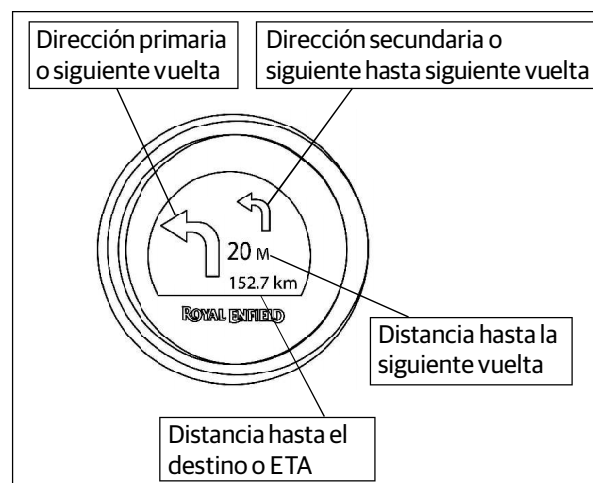 Dirección primaria
o siguiente vuelta
Dirección secundaria o
siguiente hasta siguiente vuelta
20 M
152.7 km
ROYAL ENFIELD
Distancia hasta la
siguiente vuelta
Distancia hasta el
destino o ETA